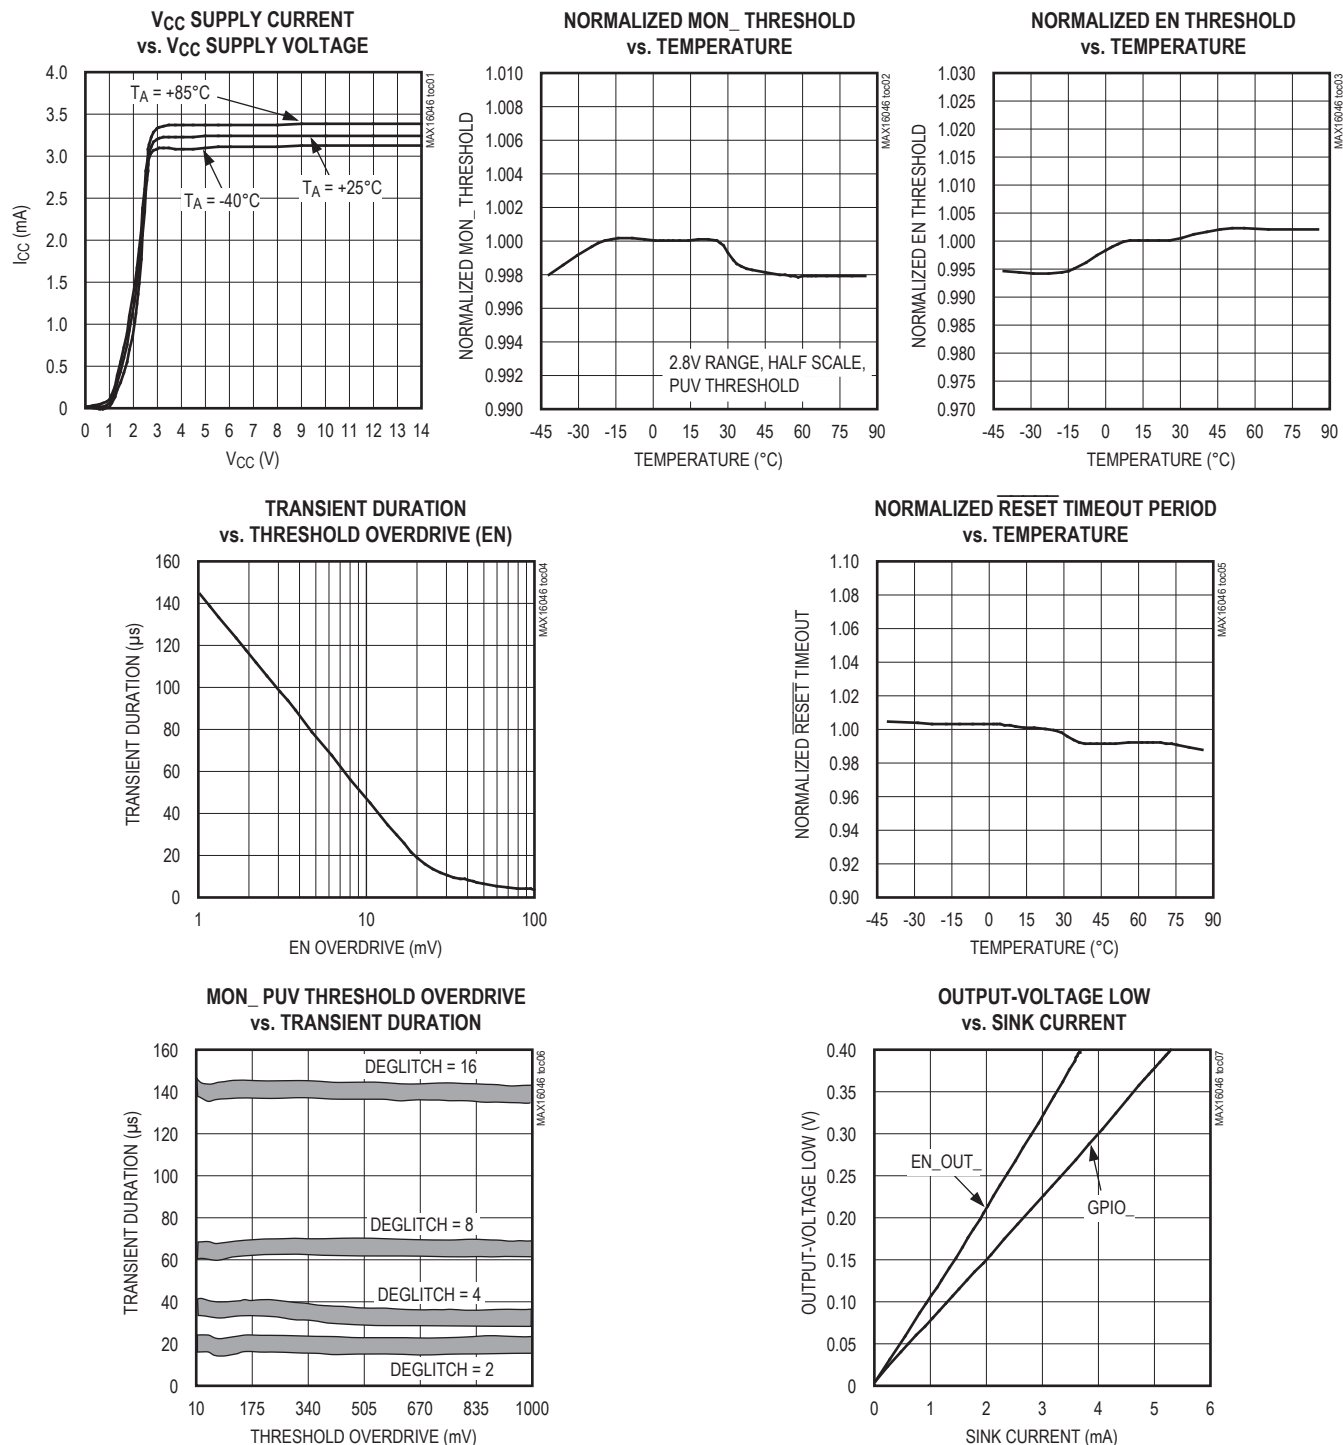 VCC SUPPLY CURRENT
vs. VCC SUPPLY VOLTAGE
4.0
3.5
3.0
2.5
2.0
1.5
1.0
0.5
0
ICC (mA)
TA = +85°C
TA = +25°C
TA = -40°C
0 1 2 3 4 5 6 7 8 9 10 11 12 13 14
VCC (V)
MAX16046 toc01
NORMALIZED MON_ THRESHOLD
vs. TEMPERATURE
1.010
1.008
1.006
1.004
1.002
1.000
0.998
0.996
0.994
0.992
0.990
NORMALIZED MON_ THRESHOLD
2.8V RANGE, HALF SCALE,
PUV THRESHOLD
-45 -30 -15 0 15 30 45 60 75 90
TEMPERATURE (°C)
MAX16046 toc02
NORMALIZED EN THRESHOLD
vs. TEMPERATURE
1.030
1.025
1.020
1.015
1.010
1.005
1.000
0.995
0.990
0.985
0.980
0.975
0.970
NORMALIZED EN THRESHOLD
-45 -30 -15 0 15 30 45 60 75 90
TEMPERATURE (°C)
MAX16046 toc03
TRANSIENT DURATION
vs. THRESHOLD OVERDRIVE (EN)
160
140
120
100
80
60
40
20
0
TRANSIENT DURATION (µs)
1 10 100
EN OVERDRIVE (mV)
MAX16046 toc04
NORMALIZED RESET TIMEOUT PERIOD
vs. TEMPERATURE
1.10
1.08
1.06
1.04
1.02
1.00
0.98
0.96
0.94
0.92
0.90
NORMALIZED RESET TIMEOUT
-45 -30 -15 0 15 30 45 60 75 90
TEMPERATURE (°C)
MAX16046 toc05
MON_ PUV THRESHOLD OVERDRIVE
vs. TRANSIENT DURATION
160
140
120
100
80
60
40
20
0
TRANSIENT DURATION (µs)
DEGLITCH = 16
DEGLITCH = 8
DEGLITCH = 4
DEGLITCH = 2
10 175 340 505 670 835 1000
THRESHOLD OVERDRIVE (mV)
MAX16046 toc06
OUTPUT-VOLTAGE LOW
vs. SINK CURRENT
0.40
0.35
0.30
0.25
0.20
0.15
0.10
0.05
0
OUTPUT-VOLTAGE LOW (V)
EN_OUT_
GPIO_
0 1 2 3 4 5 6
SINK CURRENT (mA)
MAX16046 toc07